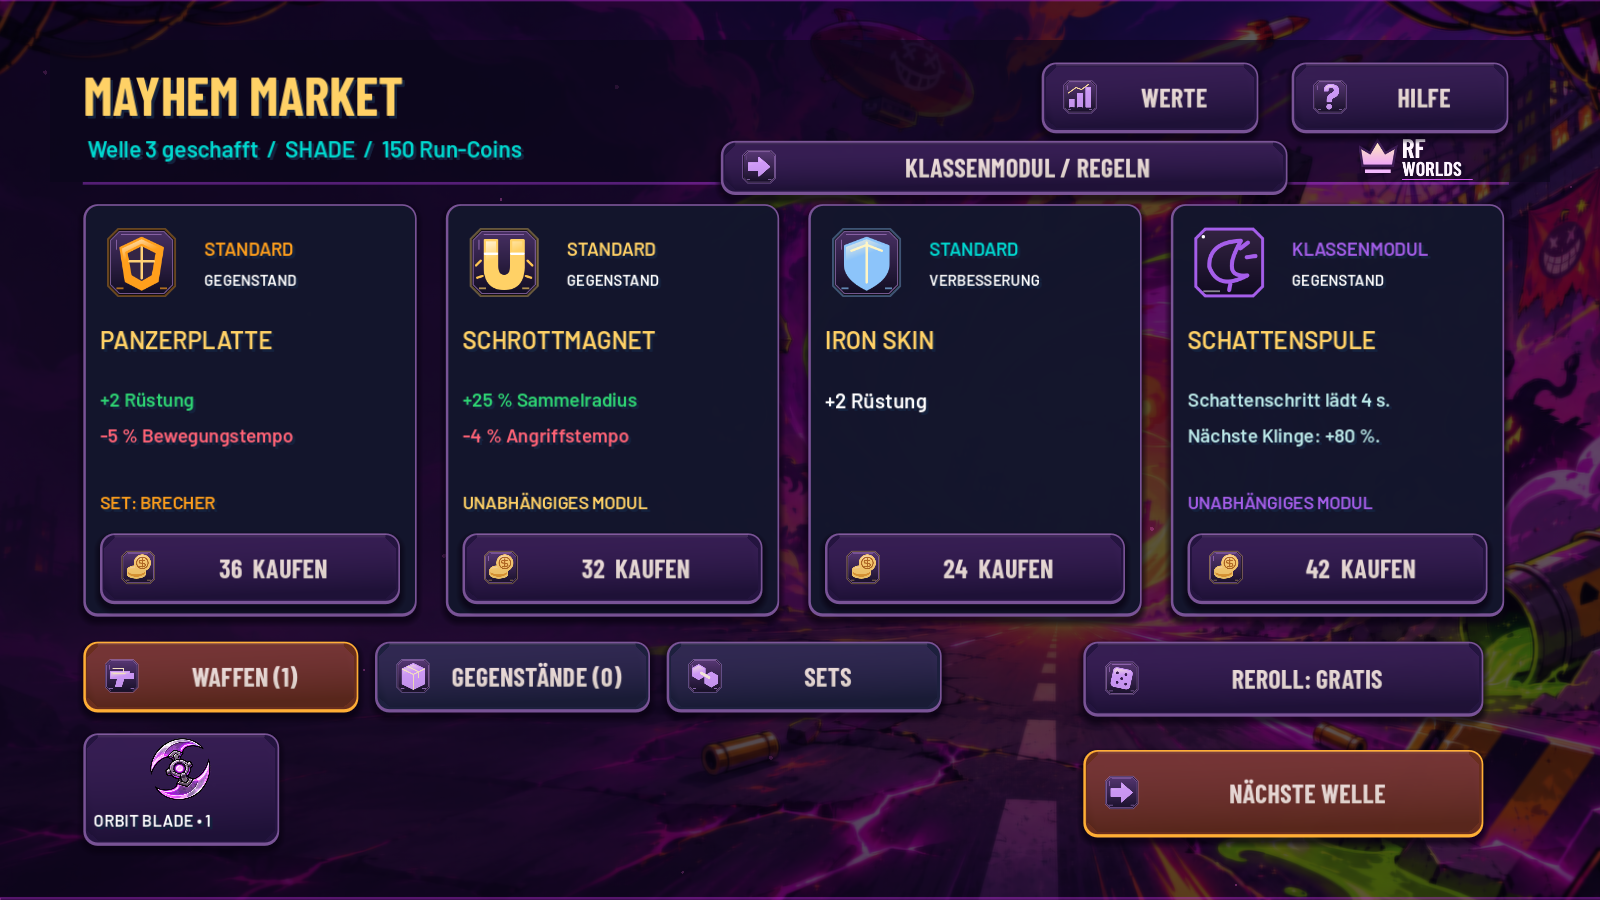 MAYHEM MARKET
Welle 3 geschafft / SHADE / 150 Run-Coins
WERTE
HILFE
KLASSENMODUL / REGELN
RF
WORLDS
STANDARD
GEGENSTAND
PANZERPLATTE
+2 Rüstung
-5 % Bewegungstempo
SET: BRECHER
36 KAUFEN
STANDARD
GEGENSTAND
SCHROTTMAGNET
+25 % Sammelradius
-4 % Angriffstempo
UNABHÄNGIGES MODUL
32 KAUFEN
STANDARD
VERBESSERUNG
IRON SKIN
+2 Rüstung
24 KAUFEN
KLASSENMODUL
GEGENSTAND
SCHATTENSPULE
Schattenschritt lädt 4 s.
Nächste Klinge: +80 %.
UNABHÄNGIGES MODUL
42 KAUFEN
WAFFEN (1)
GEGENSTÄNDE (0)
SETS
REROLL: GRATIS
ORBIT BLADE • 1
NÄCHSTE WELLE